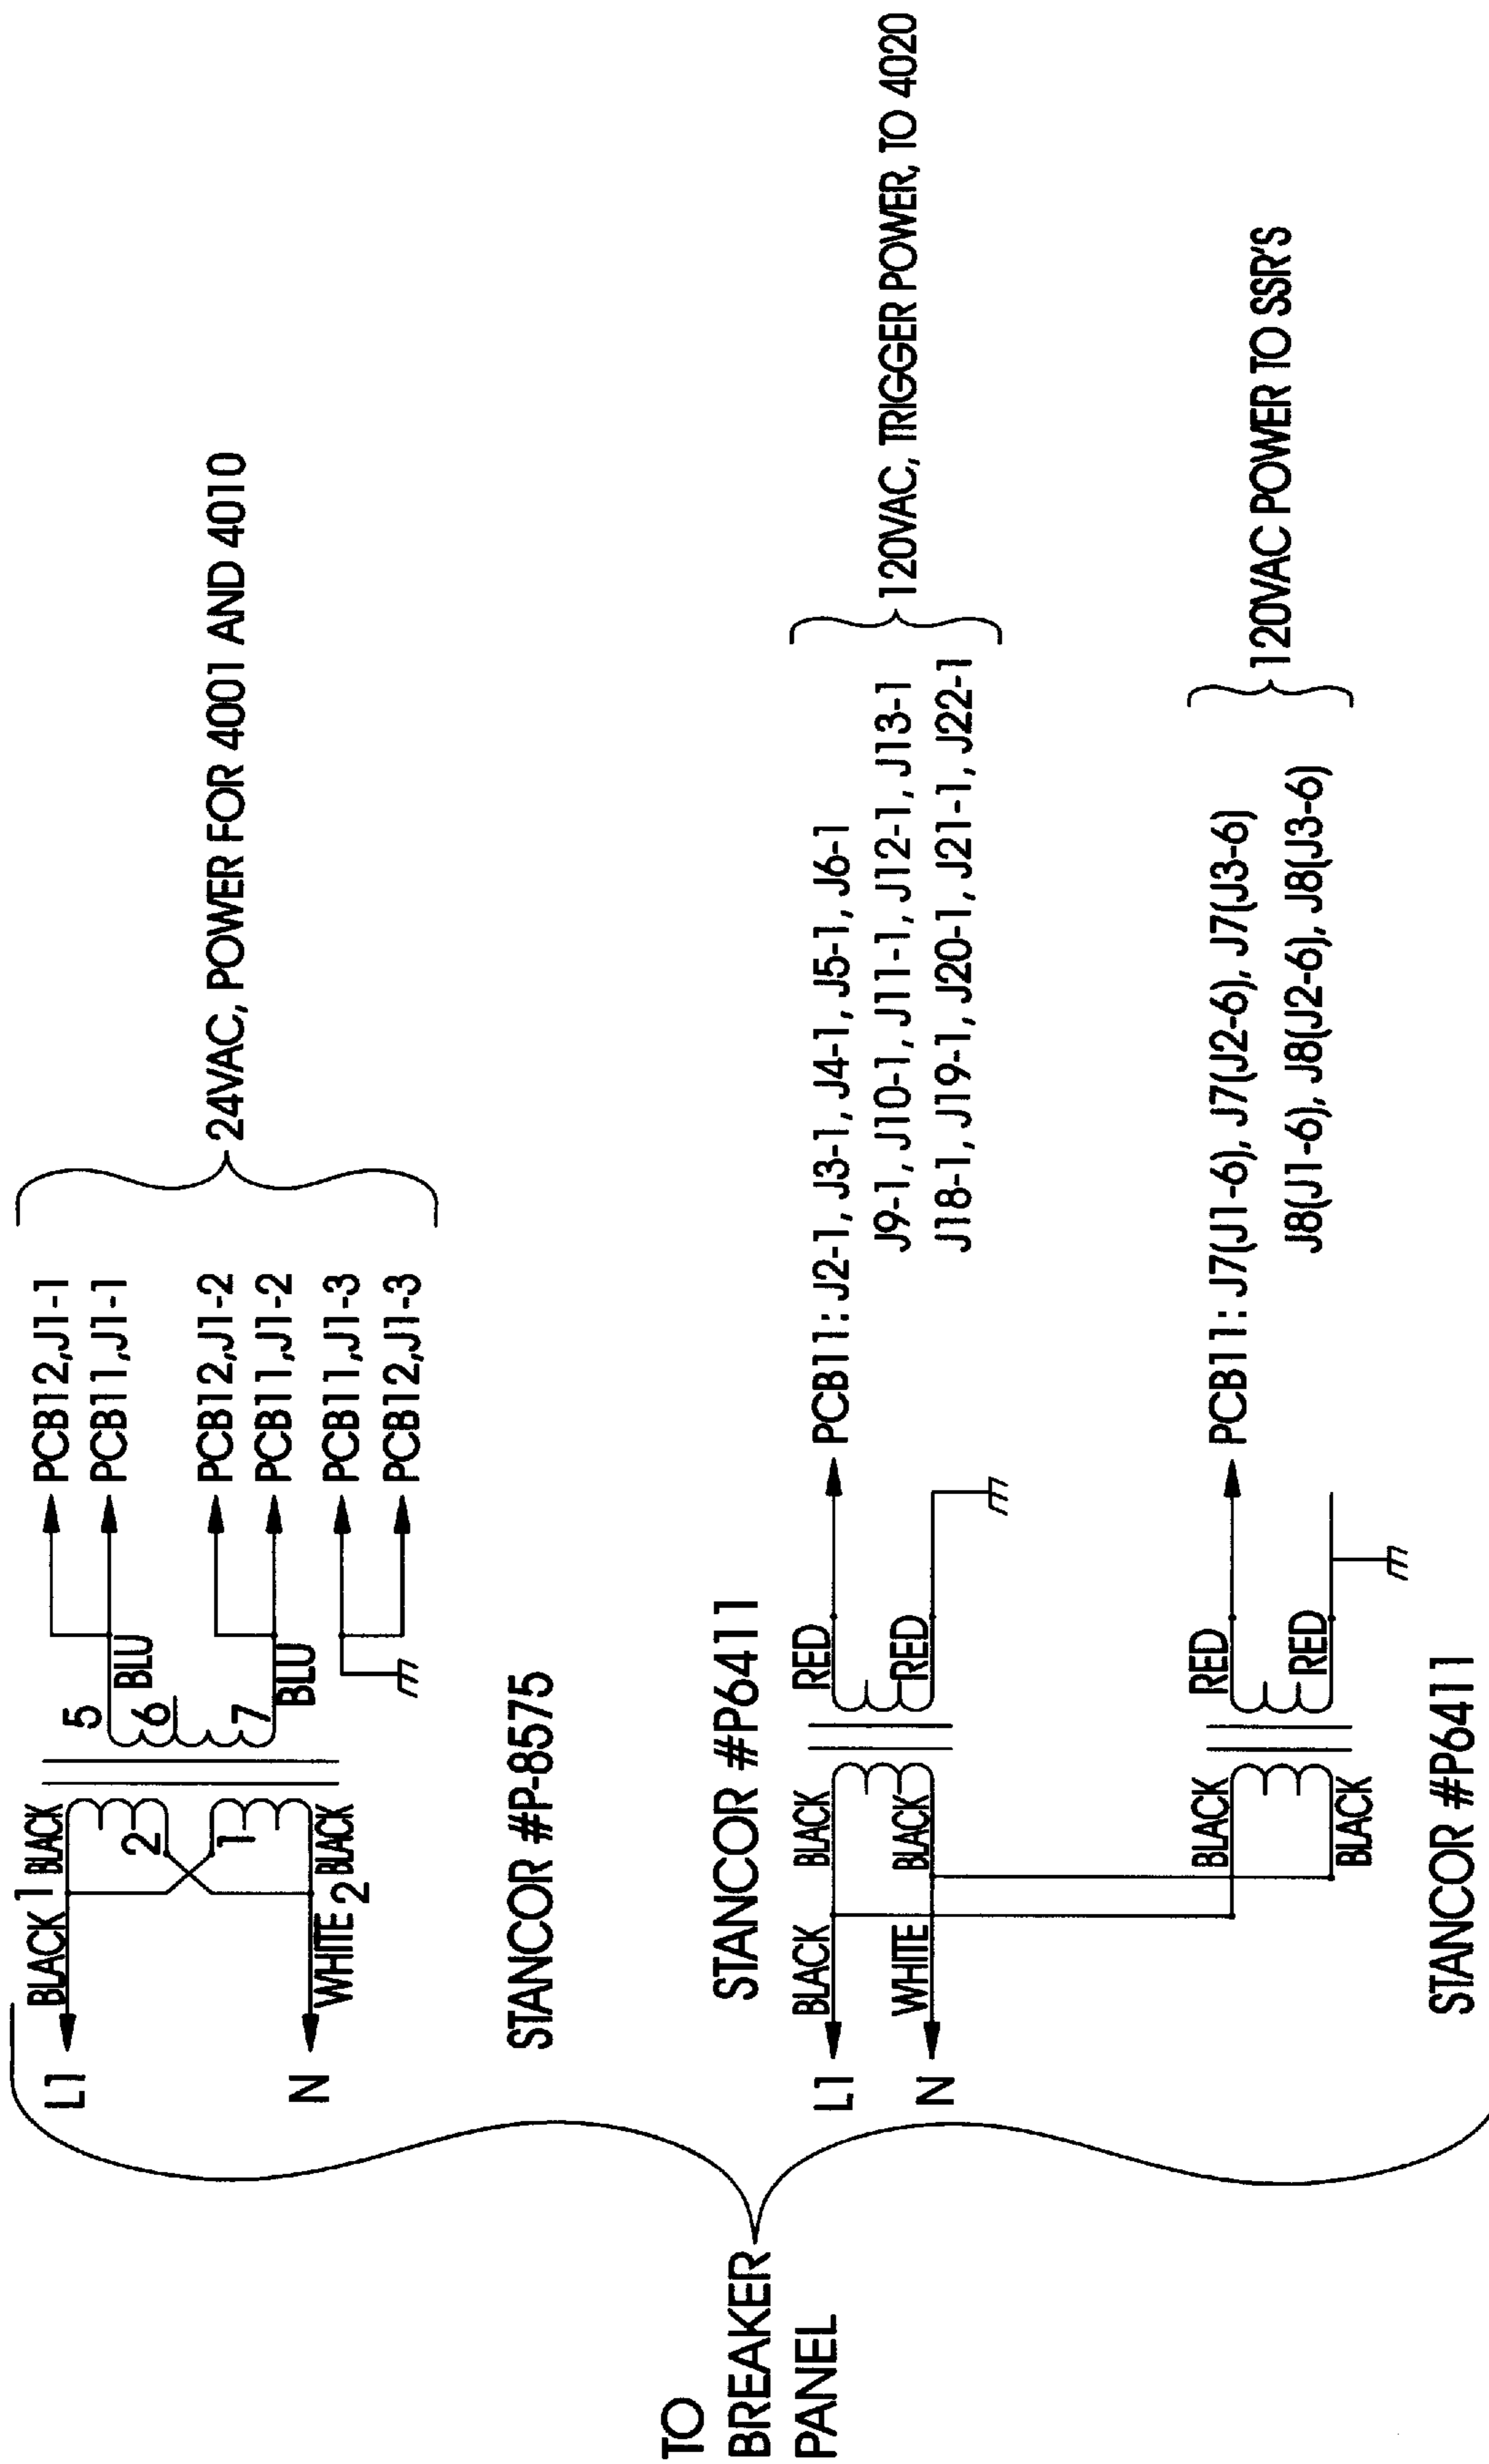 TO
BREAKER
PANEL
L1
BLACK 1
BLACK
2
1
N
WHITE 2
BLACK
5
BLU
6
7
BLU
PCB12,J1-1
PCB11,J1-1
PCB12,J1-2
PCB11,J1-2
PCB11,J1-3
PCB12,J1-3
24VAC, POWER FOR 4001 AND 4010
STANCOR #P-8575
STANCOR #P6411
L1
BLACK
BLACK
RED
N
WHITE
BLACK
RED
PCB11: J2-1, J3-1, J4-1, J5-1, J6-1
J9-1, J10-1, J11-1, J12-1, J13-1
J18-1, J19-1, J20-1, J21-1, J22-1
120VAC, TRIGGER POWER, TO 4020
BLACK
RED
BLACK
RED
PCB11: J7(J1-6), J7(J2-6), J7(J3-6)
J8(J1-6), J8(J2-6), J8(J3-6)
120VAC POWER TO SSR'S
STANCOR #P6411